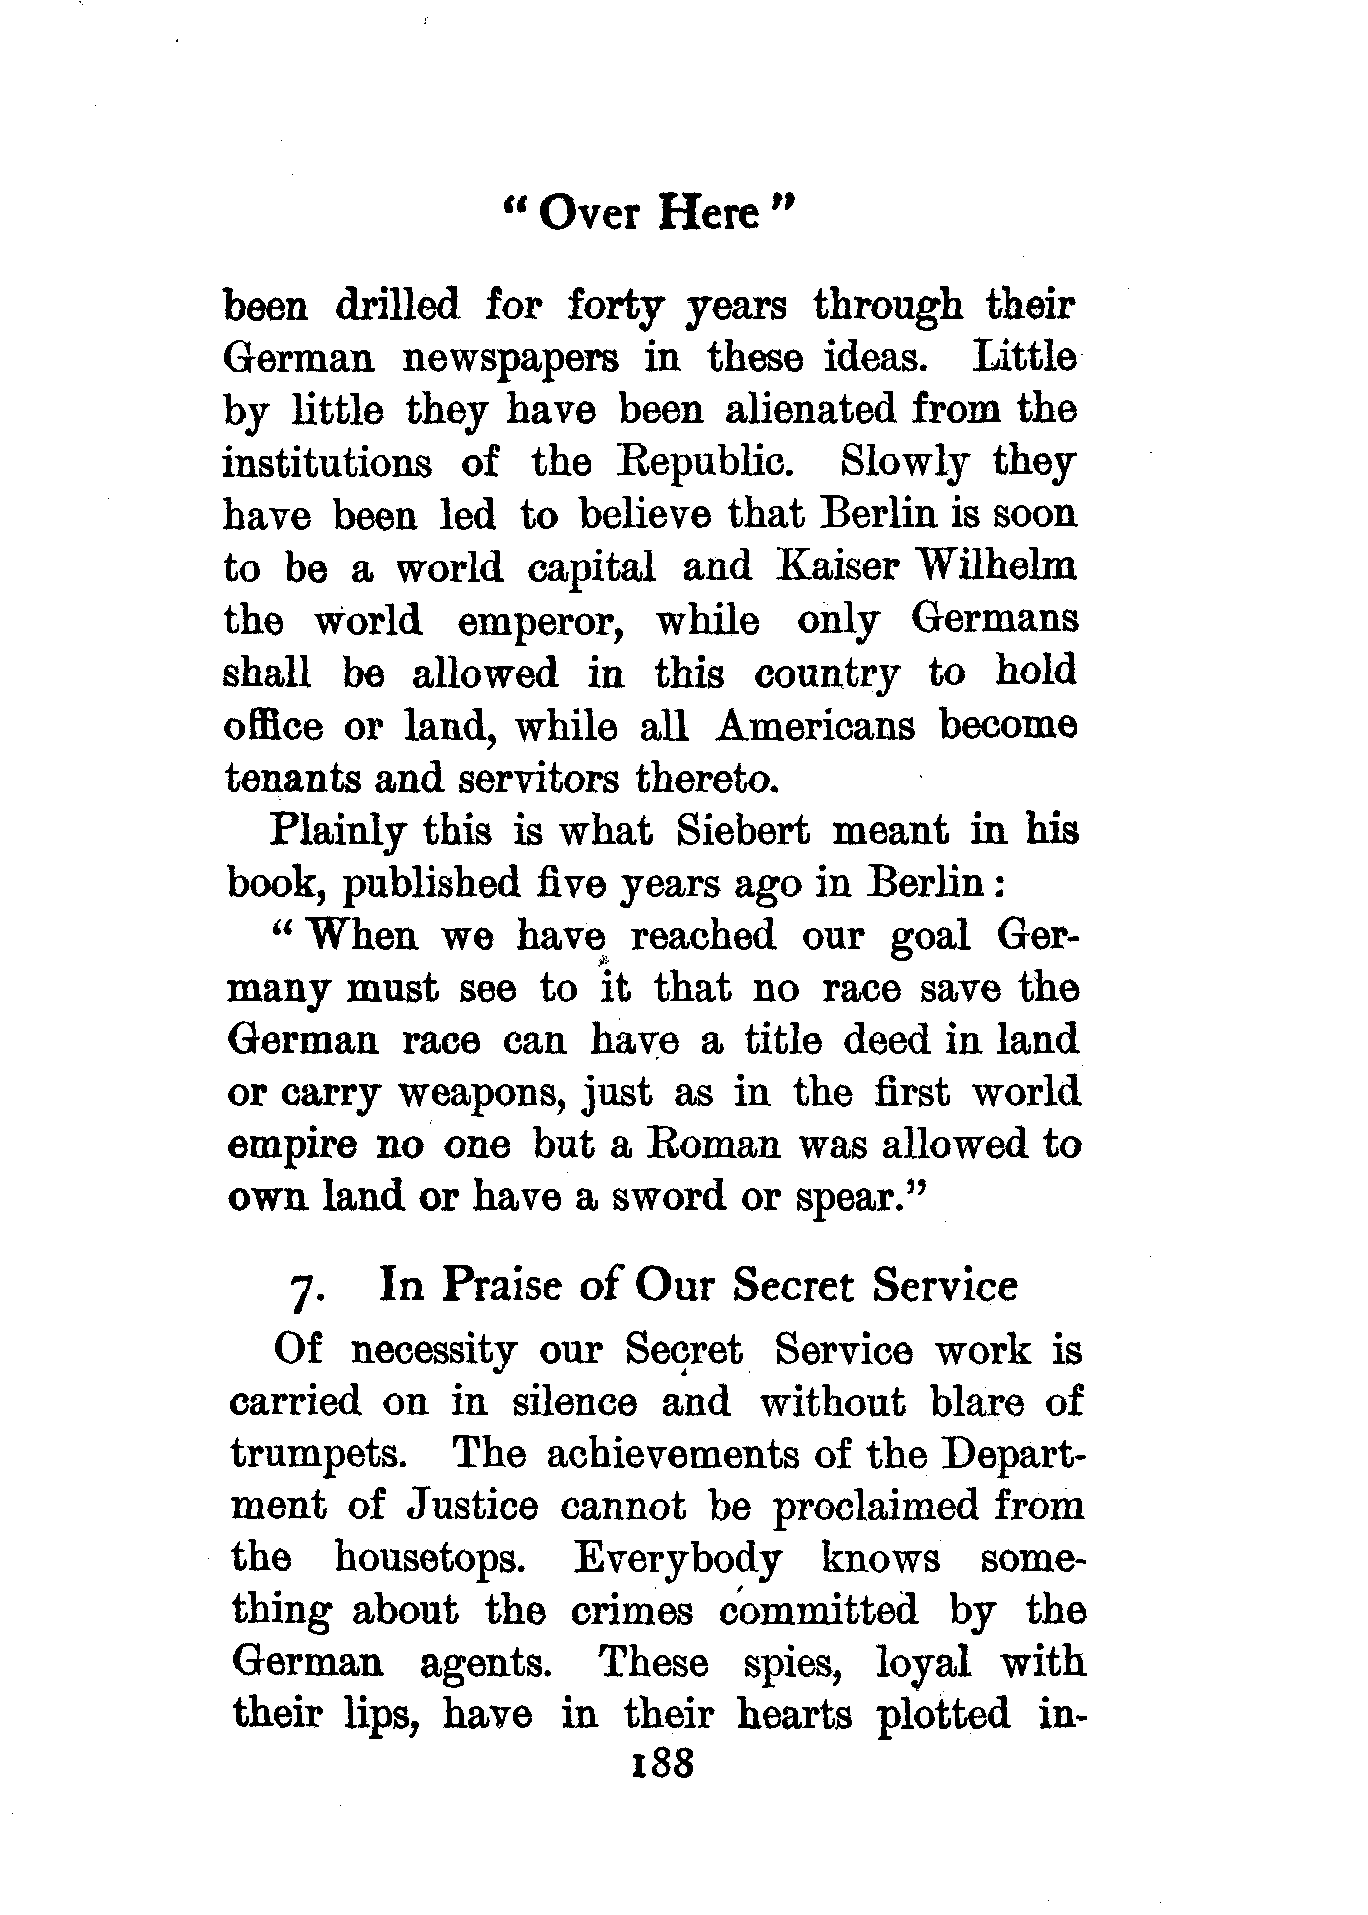 “ Over Here ”
been drilled for forty years through their
German newspapers in these ideas. Little
by little they have been alienated from the
institutions of the Republic. Slowly they
have been led to believe that Berlin is soon
to be a world capital and Kaiser Wilhelm
the world emperor, while only Germans
shall be allowed in this country to hold
office or land, while all Americans become
tenants and servitors thereto.
Plainly this is what Siebert meant in his
book, published five years ago in Berlin :
“ When we have reached our goal Ger-
many must see to it that no race save the
German race can have a title deed in land
or carry weapons, just as in the first world
empire no one but a Roman was allowed to
own land or have a sword or spear.”
7. In Praise of Our Secret Service
Of necessity our Secret Service work is
carried on in silence and without blare of
trumpets. The achievements of the Depart-
ment of Justice cannot be proclaimed from
the housetops. Everybody knows some-
thing about the crimes committed by the
German agents. These spies, loyal with
their lips, have in their hearts plotted in-
188